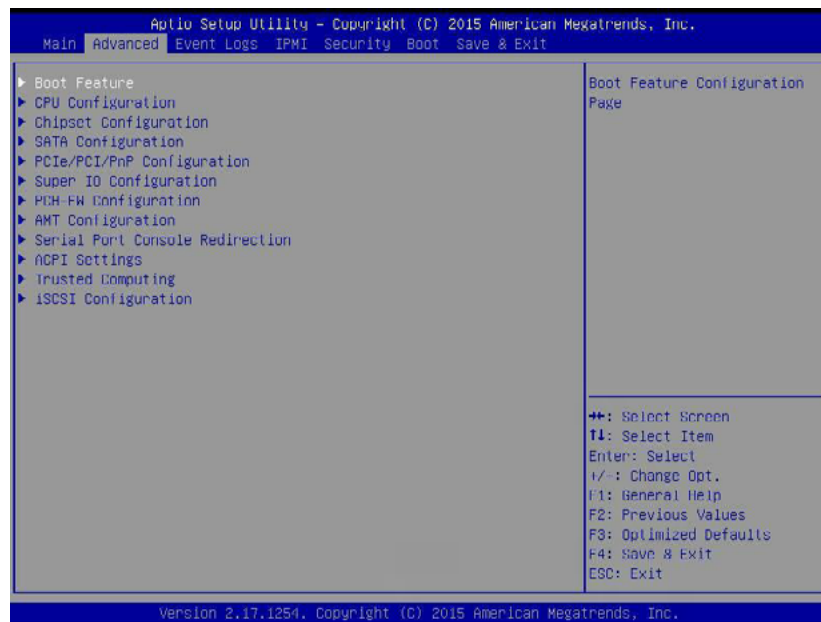 Aptio Setup Utility – Copyright (C) 2015 American Megatrends, Inc.
Main Advanced Event Logs IPMI Security Boot Save & Exit
Boot Feature
CPU Configuration
Chipset Configuration
SATA Configuration
PCIe/PCI/PnP Configuration
Super IO Configuration
PCH-FW Configuration
AMT Configuration
Serial Port Console Redirection
ACPI Settings
Trusted Computing
iSCSI Configuration
Boot Feature Configuration
Page
→←: Select Screen
↑↓: Select Item
Enter: Select
+/-: Change Opt.
F1: General Help
F2: Previous Values
F3: Optimized Defaults
F4: Save & Exit
ESC: Exit
Version 2.17.1254. Copyright (C) 2015 American Megatrends, Inc.